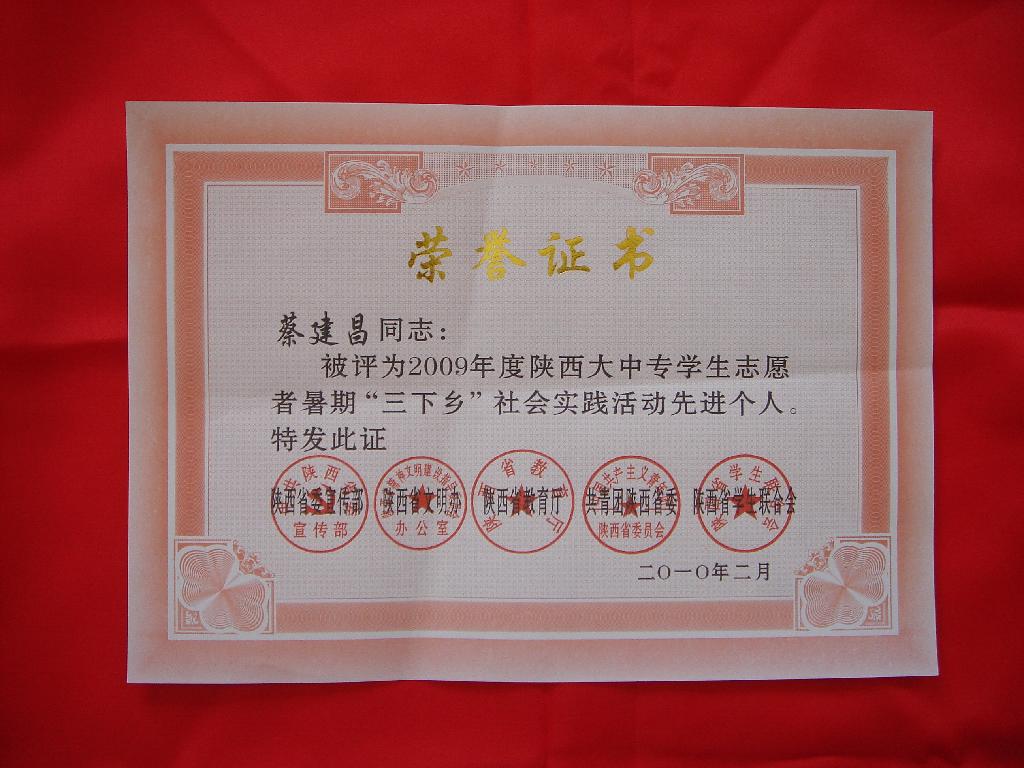 荣誉证书
蔡建昌同志：
被评为2009年度陕西大中专学生志愿
者暑期“三下乡”社会实践活动先进个人。
特发此证
陕西省委宣传部 陕西省文明办 陕西省教育厅 共青团陕西省委 陕西省学生联合会
宣传部 办公室 陕西省委员会
二〇一〇年二月